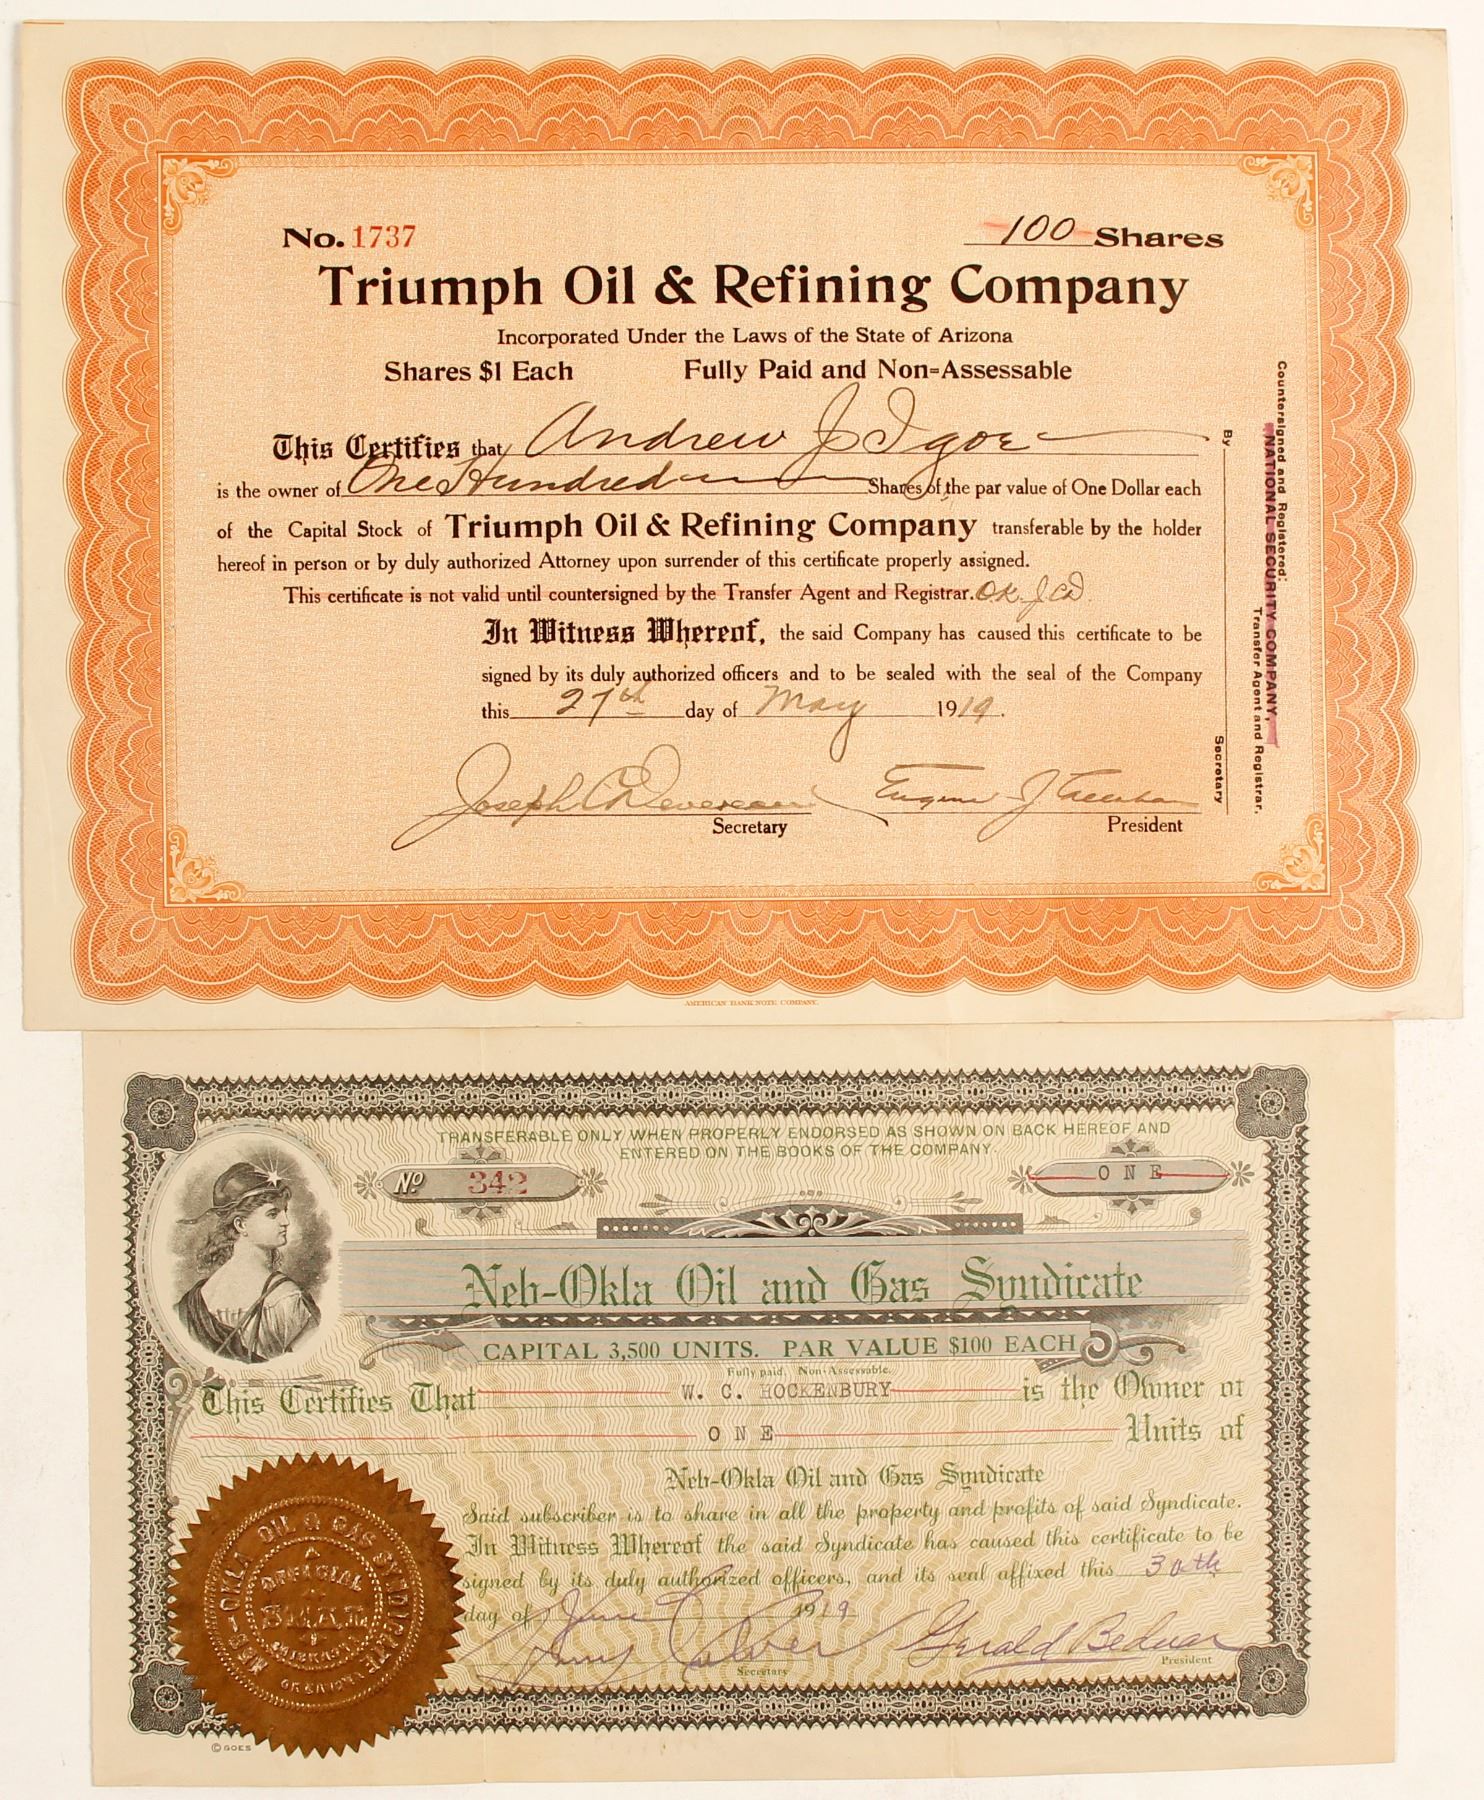 No. 1737
100 Shares
Triumph Oil & Refining Company
Incorporated Under the Laws of the State of Arizona
Shares $1 Each Fully Paid and Non-Assessable
This Certifies that Andrew J Igoe
is the owner of One Hundred Shares of the par value of One Dollar each
of the Capital Stock of Triumph Oil & Refining Company transferable by the holder
hereof in person or by duly authorized Attorney upon surrender of this certificate properly assigned.
This certificate is not valid until countersigned by the Transfer Agent and Registrar. O.K.
In Witness Whereof, the said Company has caused this certificate to be
signed by its duly authorized officers and to be sealed with the seal of the Company
this 27th day of May 1919.
Joseph Devereaux Eugene J
Secretary President
Countersigned and Registered:
NATIONAL SECURITY COMPANY,
Transfer Agent and Registrar.
By
Secretary
AMERICAN BANK NOTE COMPANY.
TRANSFERABLE ONLY WHEN PROPERLY ENDORSED AS SHOWN ON BACK HEREOF AND
ENTERED ON THE BOOKS OF THE COMPANY.
No 342
ONE
Neb-Okla Oil and Gas Syndicate
CAPITAL 3,500 UNITS. PAR VALUE $100 EACH
Fully paid. Non-Assessable.
This Certifies That W. C. HOCKENBURY is the Owner of
ONE Units of
Neb-Okla Oil and Gas Syndicate
Said subscriber is to share in all the property and profits of said Syndicate.
In Witness Whereof the said Syndicate has caused this certificate to be
signed by its duly authorized officers, and its seal affixed this 30th
day of June 1919
Gerald Bednar
Secretary President
NEB-OKLA OIL & GAS SYNDICATE
OFFICIAL
SEAL
© GOES